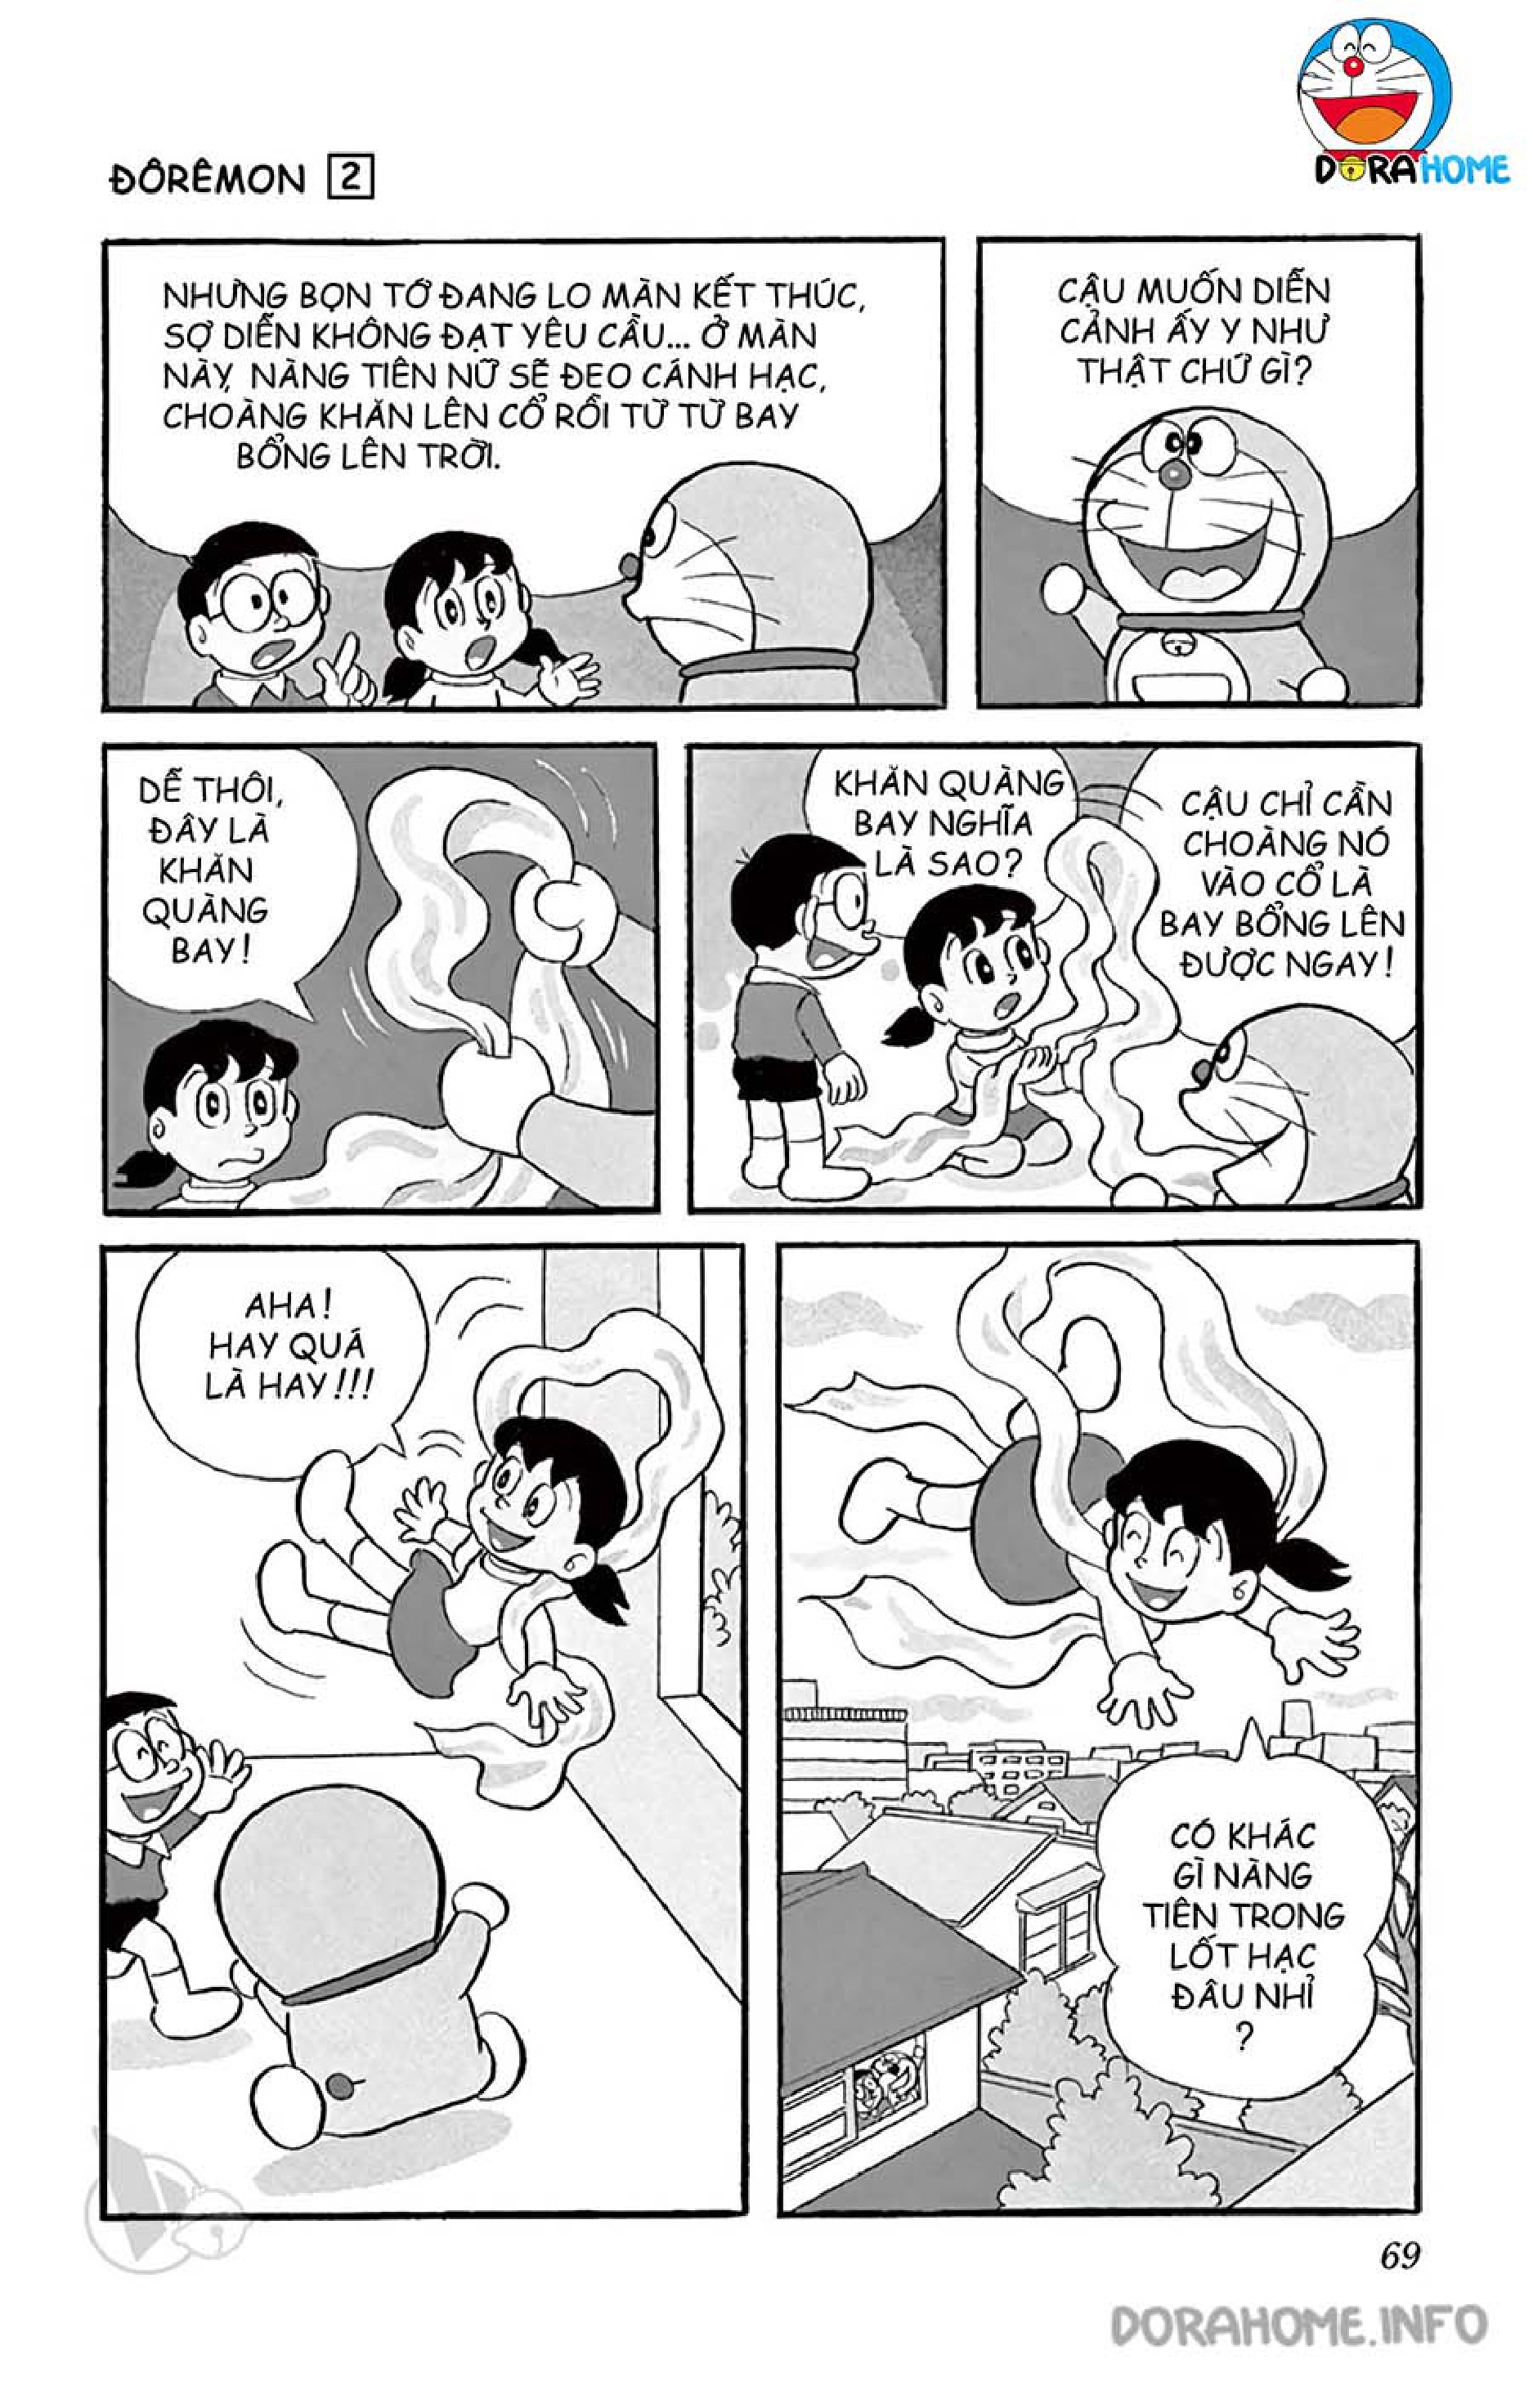 DORAHOME
ĐÔRÊMON 2
NHƯNG BỌN TỚ ĐANG LO MÀN KẾT THÚC,
SỢ DIỄN KHÔNG ĐẠT YÊU CẦU... Ở MÀN
NÀY, NÀNG TIÊN NỮ SẼ ĐEO CÁNH HẠC,
CHOÀNG KHĂN LÊN CỔ RỒI TỪ TỪ BAY
BỔNG LÊN TRỜI.
CẬU MUỐN DIỄN
CẢNH ẤY Y NHƯ
THẬT CHỨ GÌ?
DỄ THÔI,
ĐÂY LÀ
KHĂN
QUÀNG
BAY!
KHĂN QUÀNG
BAY NGHĨA
LÀ SAO?
CẬU CHỈ CẦN
CHOÀNG NÓ
VÀO CỔ LÀ
BAY BỔNG LÊN
ĐƯỢC NGAY!
AHA!
HAY QUÁ
LÀ HAY!!!
CÓ KHÁC
GÌ NÀNG
TIÊN TRONG
LỐT HẠC
ĐÂU NHỈ
?
69
DORAHOME.INFO